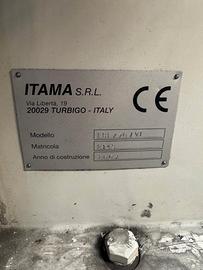 ITAMA S.R.L.
Via Libertà, 19
20029 TURBIGO - ITALY
CE
Modello
Matricola
Anno di costruzione